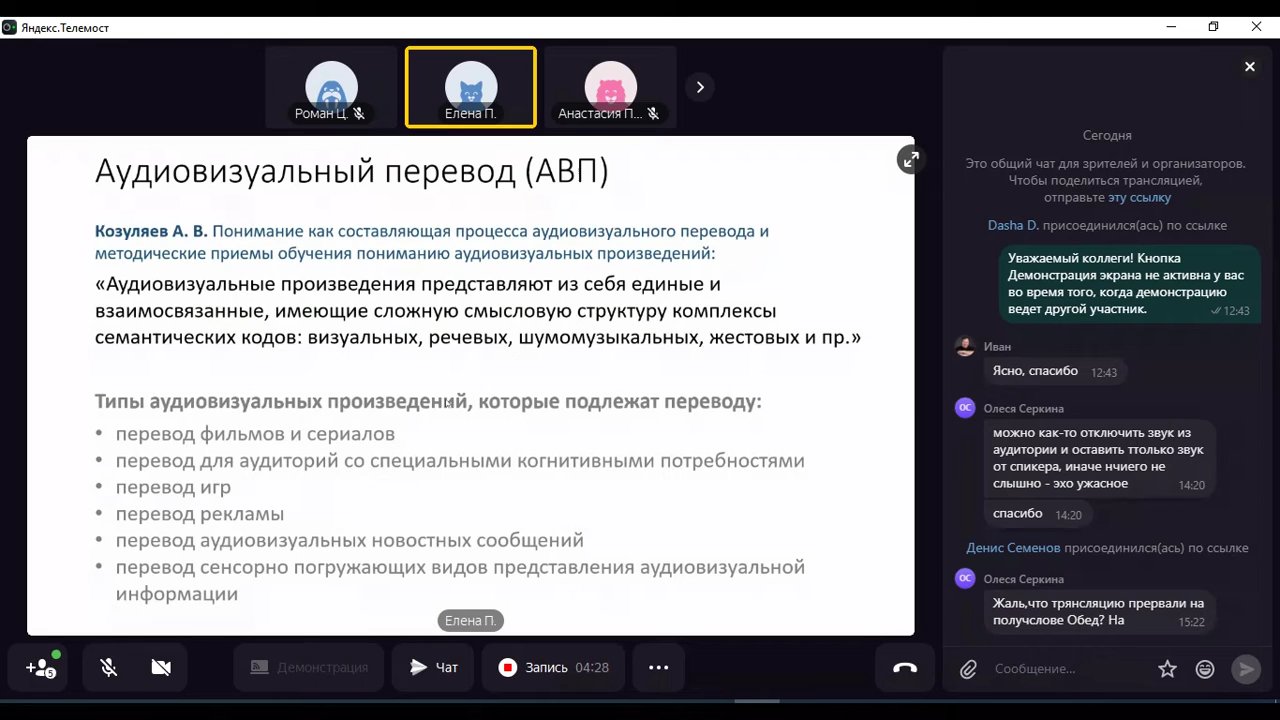 Яндекс.Телемост
Роман Ц.
Елена П.
Анастасия П...
Аудиовизуальный перевод (АВП)
Козуляев А. В. Понимание как составляющая процесса аудиовизуального перевода и
методические приемы обучения пониманию аудиовизуальных произведений:
«Аудиовизуальные произведения представляют из себя единые и
взаимосвязанные, имеющие сложную смысловую структуру комплексы
семантических кодов: визуальных, речевых, шумомузыкальных, жестовых и пр.»
Типы аудиовизуальных произведений, которые подлежат переводу:
• перевод фильмов и сериалов
• перевод для аудиторий со специальными когнитивными потребностями
• перевод игр
• перевод рекламы
• перевод аудиовизуальных новостных сообщений
• перевод сенсорно погружающих видов представления аудиовизуальной
информации
Елена П.
5
Демонстрация
Чат
Запись 04:28
Сегодня
Это общий чат для зрителей и организаторов.
Чтобы поделиться трансляцией,
отправьте эту ссылку
Dasha D. присоединился(ась) по ссылке
Уважаемый коллеги! Кнопка
Демонстрация экрана не активна у вас
во время того, когда демонстрацию
ведет другой участник.
12:43
Иван
Ясно, спасибо 12:43
Олеся Серкина
ОС
можно как-то отключить звук из
аудитории и оставить ттолько звук
от спикера, иначе нчиего не
слышно - эхо ужасное 14:20
спасибо 14:20
Денис Семенов присоединился(ась) по ссылке
Олеся Серкина
ОС
Жаль,что трянсляцию прервали на
получслове Обед? На 15:22
Сообщение...